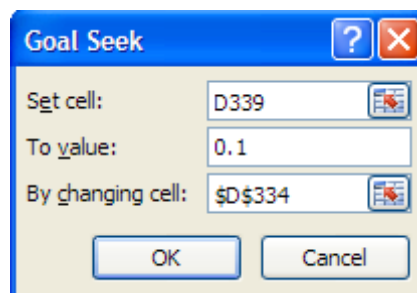 Goal Seek
Set cell: D339
To value: 0.1
By changing cell: $D$334
OK Cancel